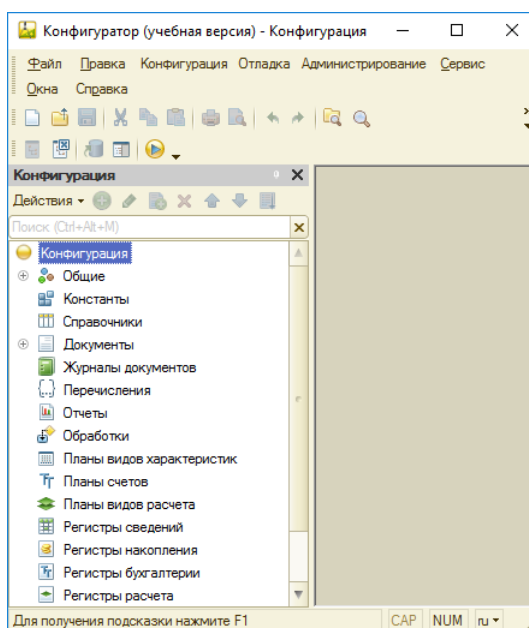 Конфигуратор (учебная версия) - Конфигурация
Файл Правка Конфигурация Отладка Администрирование Сервис
Окна Справка
Конфигурация
Действия
Поиск (Ctrl+Alt+M)
Конфигурация
Общие
Константы
Справочники
Документы
Журналы документов
Перечисления
Отчеты
Обработки
Планы видов характеристик
Планы счетов
Планы видов расчета
Регистры сведений
Регистры накопления
Регистры бухгалтерии
Регистры расчета
Для получения подсказки нажмите F1 CAP NUM ru